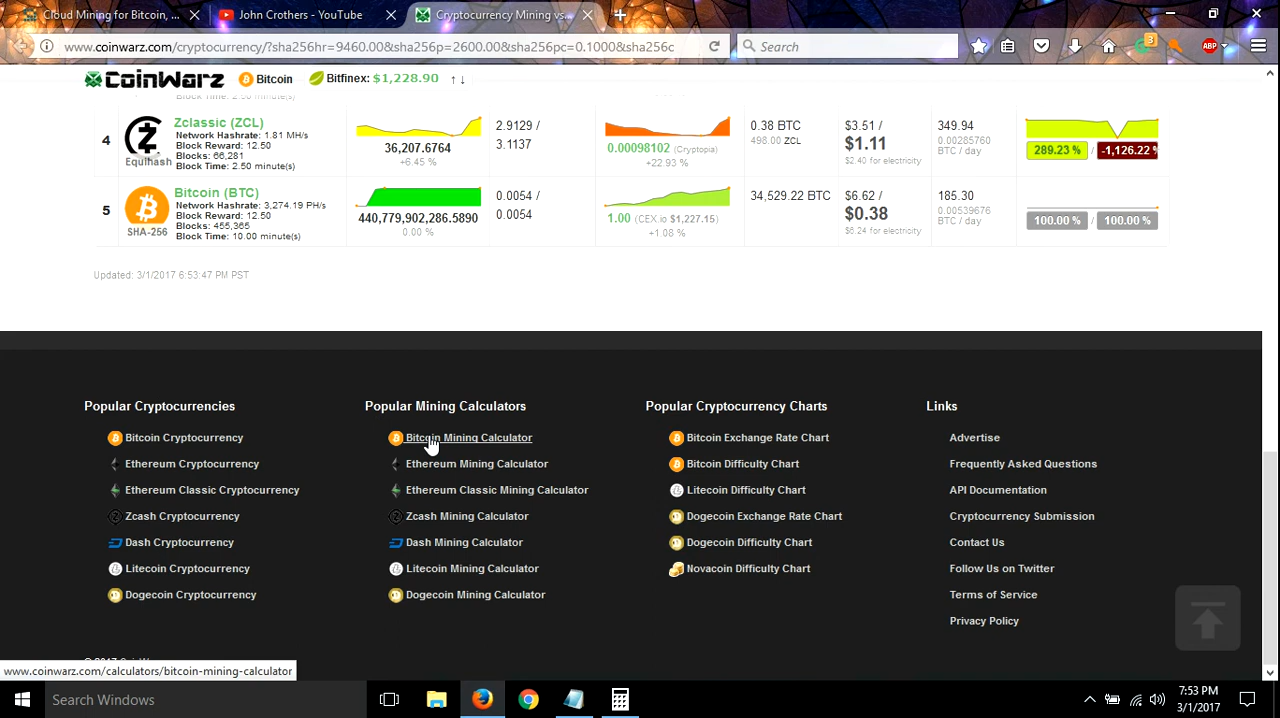 Cloud Mining for Bitcoin, ...
John Crothers - YouTube
Cryptocurrency Mining vs...
www.coinwarz.com/cryptocurrency/?sha256hr=9460.00&sha256p=2600.00&sha256pc=0.1000&sha256c
Search
3
ABP
CoinWarz
Bitcoin
Bitfinex: $1,228.90 ↑ ↓
4
Equihash
Zclassic (ZCL)
Network Hashrate: 1.81 MH/s
Block Reward: 12.50
Blocks: 66,281
Block Time: 2.50 minute(s)
36,207.6764
+6.45 %
2.9129 /
3.1137
0.00098102 (Cryptopia)
+22.93 %
0.38 BTC
498.00 ZCL
$3.51 /
$1.11
$2.40 for electricity
349.94
0.00285760
BTC / day
289.23 % / -1,126.22 %
5
SHA-256
Bitcoin (BTC)
Network Hashrate: 3,274.19 PH/s
Block Reward: 12.50
Blocks: 455,365
Block Time: 10.00 minute(s)
440,779,902,286.5890
0.00 %
0.0054 /
0.0054
1.00 (CEX.io $1,227.15)
+1.08 %
34,529.22 BTC
$6.62 /
$0.38
$6.24 for electricity
185.30
0.00539676
BTC / day
100.00 % / 100.00 %
Updated: 3/1/2017 6:53:47 PM PST
Popular Cryptocurrencies
Bitcoin Cryptocurrency
Ethereum Cryptocurrency
Ethereum Classic Cryptocurrency
Zcash Cryptocurrency
Dash Cryptocurrency
Litecoin Cryptocurrency
Dogecoin Cryptocurrency
Popular Mining Calculators
Bitcoin Mining Calculator
Ethereum Mining Calculator
Ethereum Classic Mining Calculator
Zcash Mining Calculator
Dash Mining Calculator
Litecoin Mining Calculator
Dogecoin Mining Calculator
Popular Cryptocurrency Charts
Bitcoin Exchange Rate Chart
Bitcoin Difficulty Chart
Litecoin Difficulty Chart
Dogecoin Exchange Rate Chart
Dogecoin Difficulty Chart
Novacoin Difficulty Chart
Links
Advertise
Frequently Asked Questions
API Documentation
Cryptocurrency Submission
Contact Us
Follow Us on Twitter
Terms of Service
Privacy Policy
www.coinwarz.com/calculators/bitcoin-mining-calculator
Search Windows
7:53 PM
3/1/2017